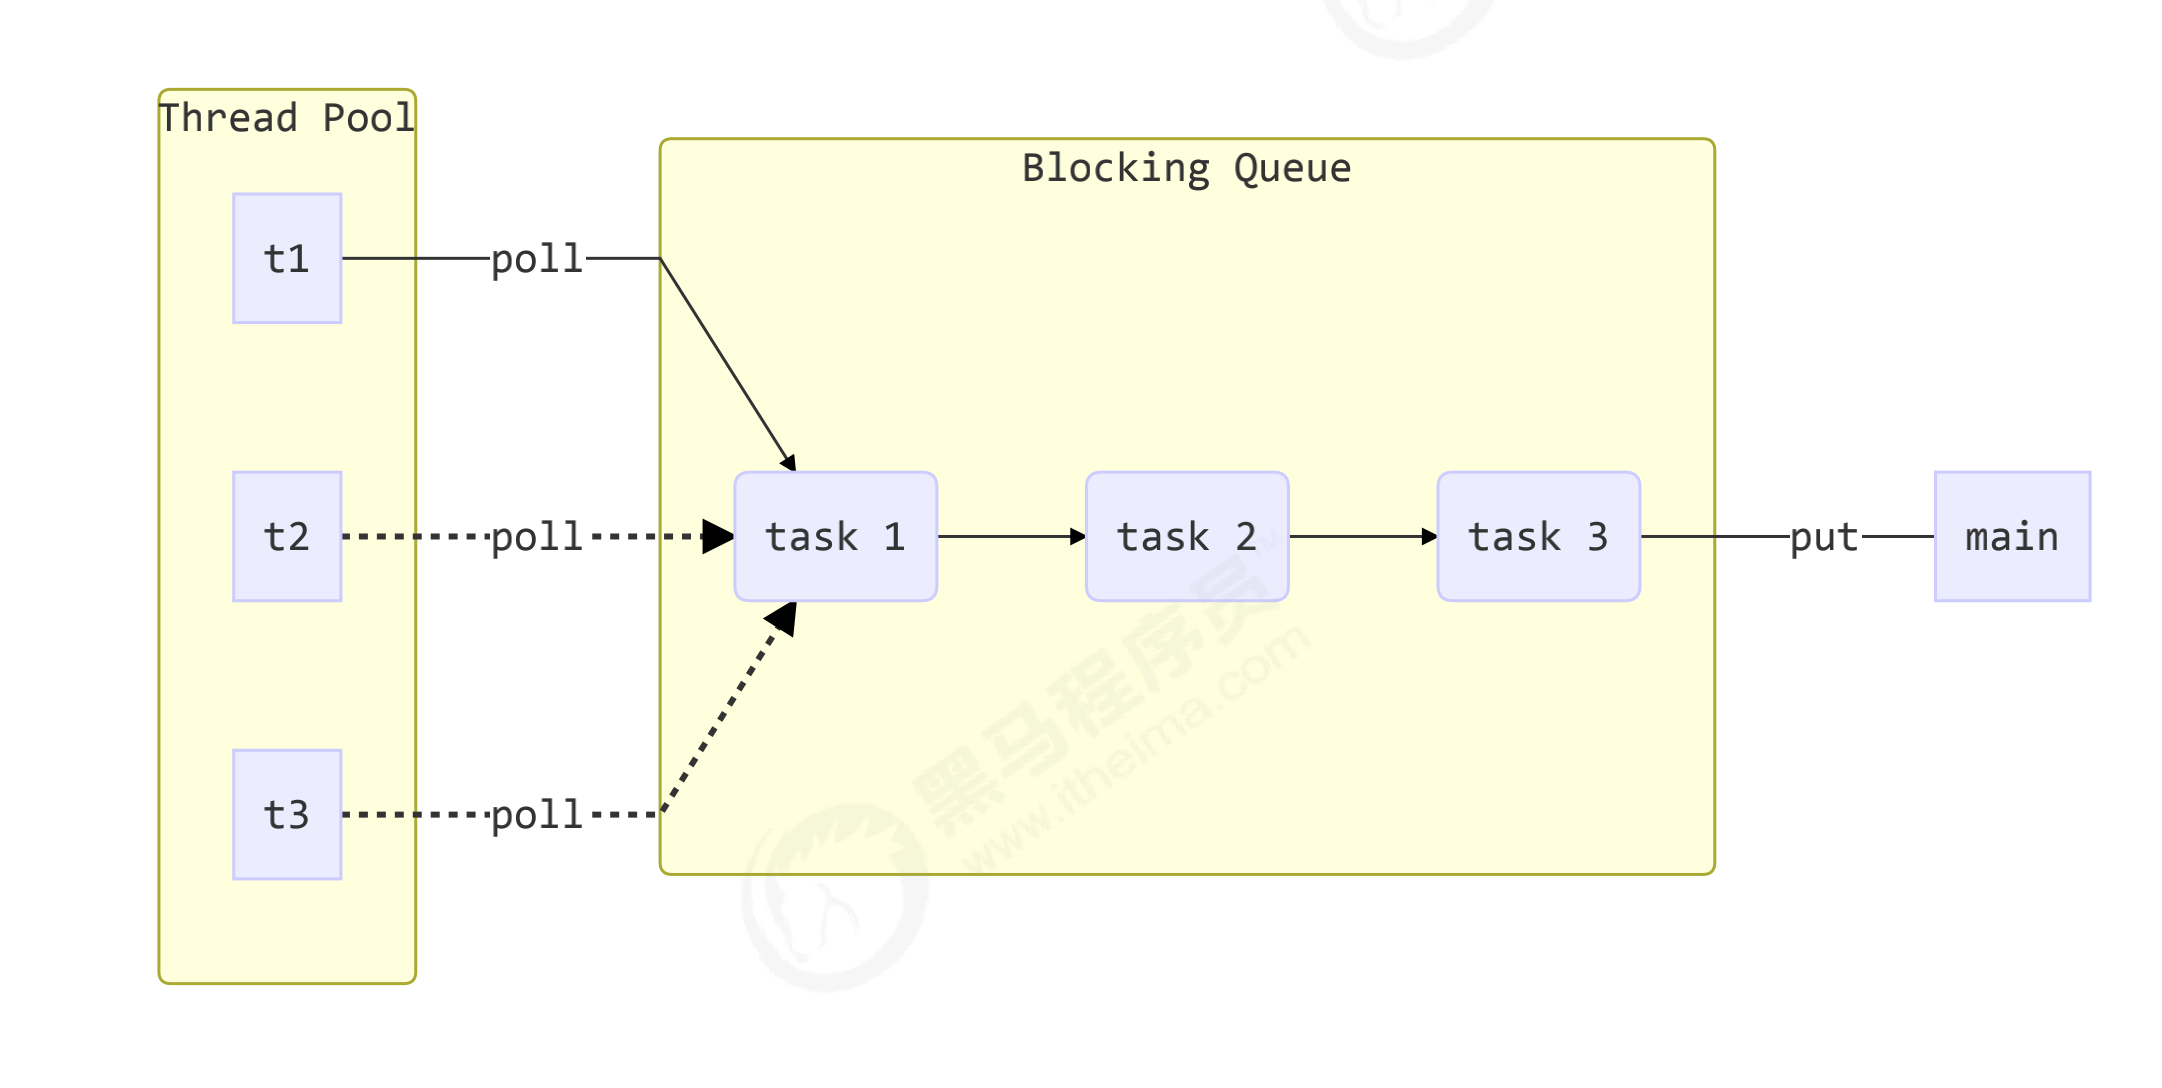 Thread Pool
Blocking Queue
t1
poll
t2
poll
task 1
task 2
task 3
put
main
t3
poll
黑马程序员
www.itheima.com